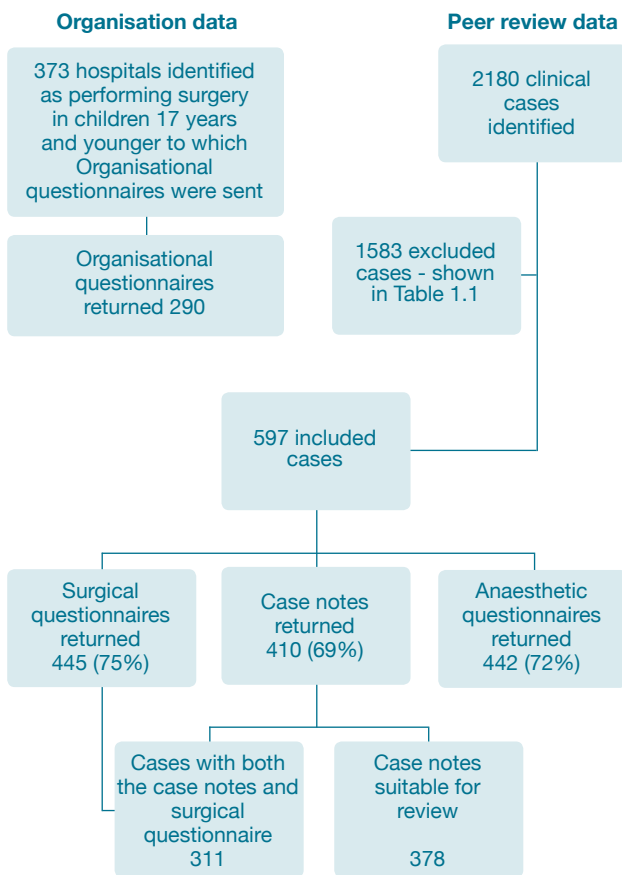 Organisation data
373 hospitals identified
as performing surgery
in children 17 years
and younger to which
Organisational
questionnaires were sent
Organisational
questionnaires
returned 290
Peer review data
2180 clinical
cases
identified
1583 excluded
cases - shown
in Table 1.1
597 included
cases
Surgical
questionnaires
returned
445 (75%)
Case notes
returned
410 (69%)
Anaesthetic
questionnaires
returned
442 (72%)
Cases with both
the case notes and
surgical
questionnaire
311
Case notes
suitable for
review
378